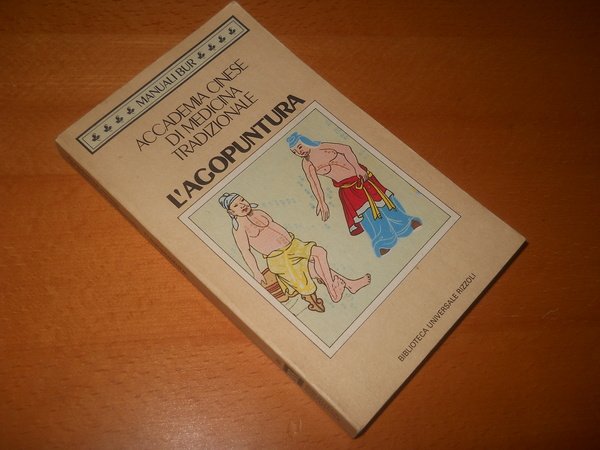 MANUALI BUR
ACCADEMIA CINESE
DI MEDICINA
TRADIZIONALE
L'AGOPUNTURA
BIBLIOTECA UNIVERSALE RIZZOLI